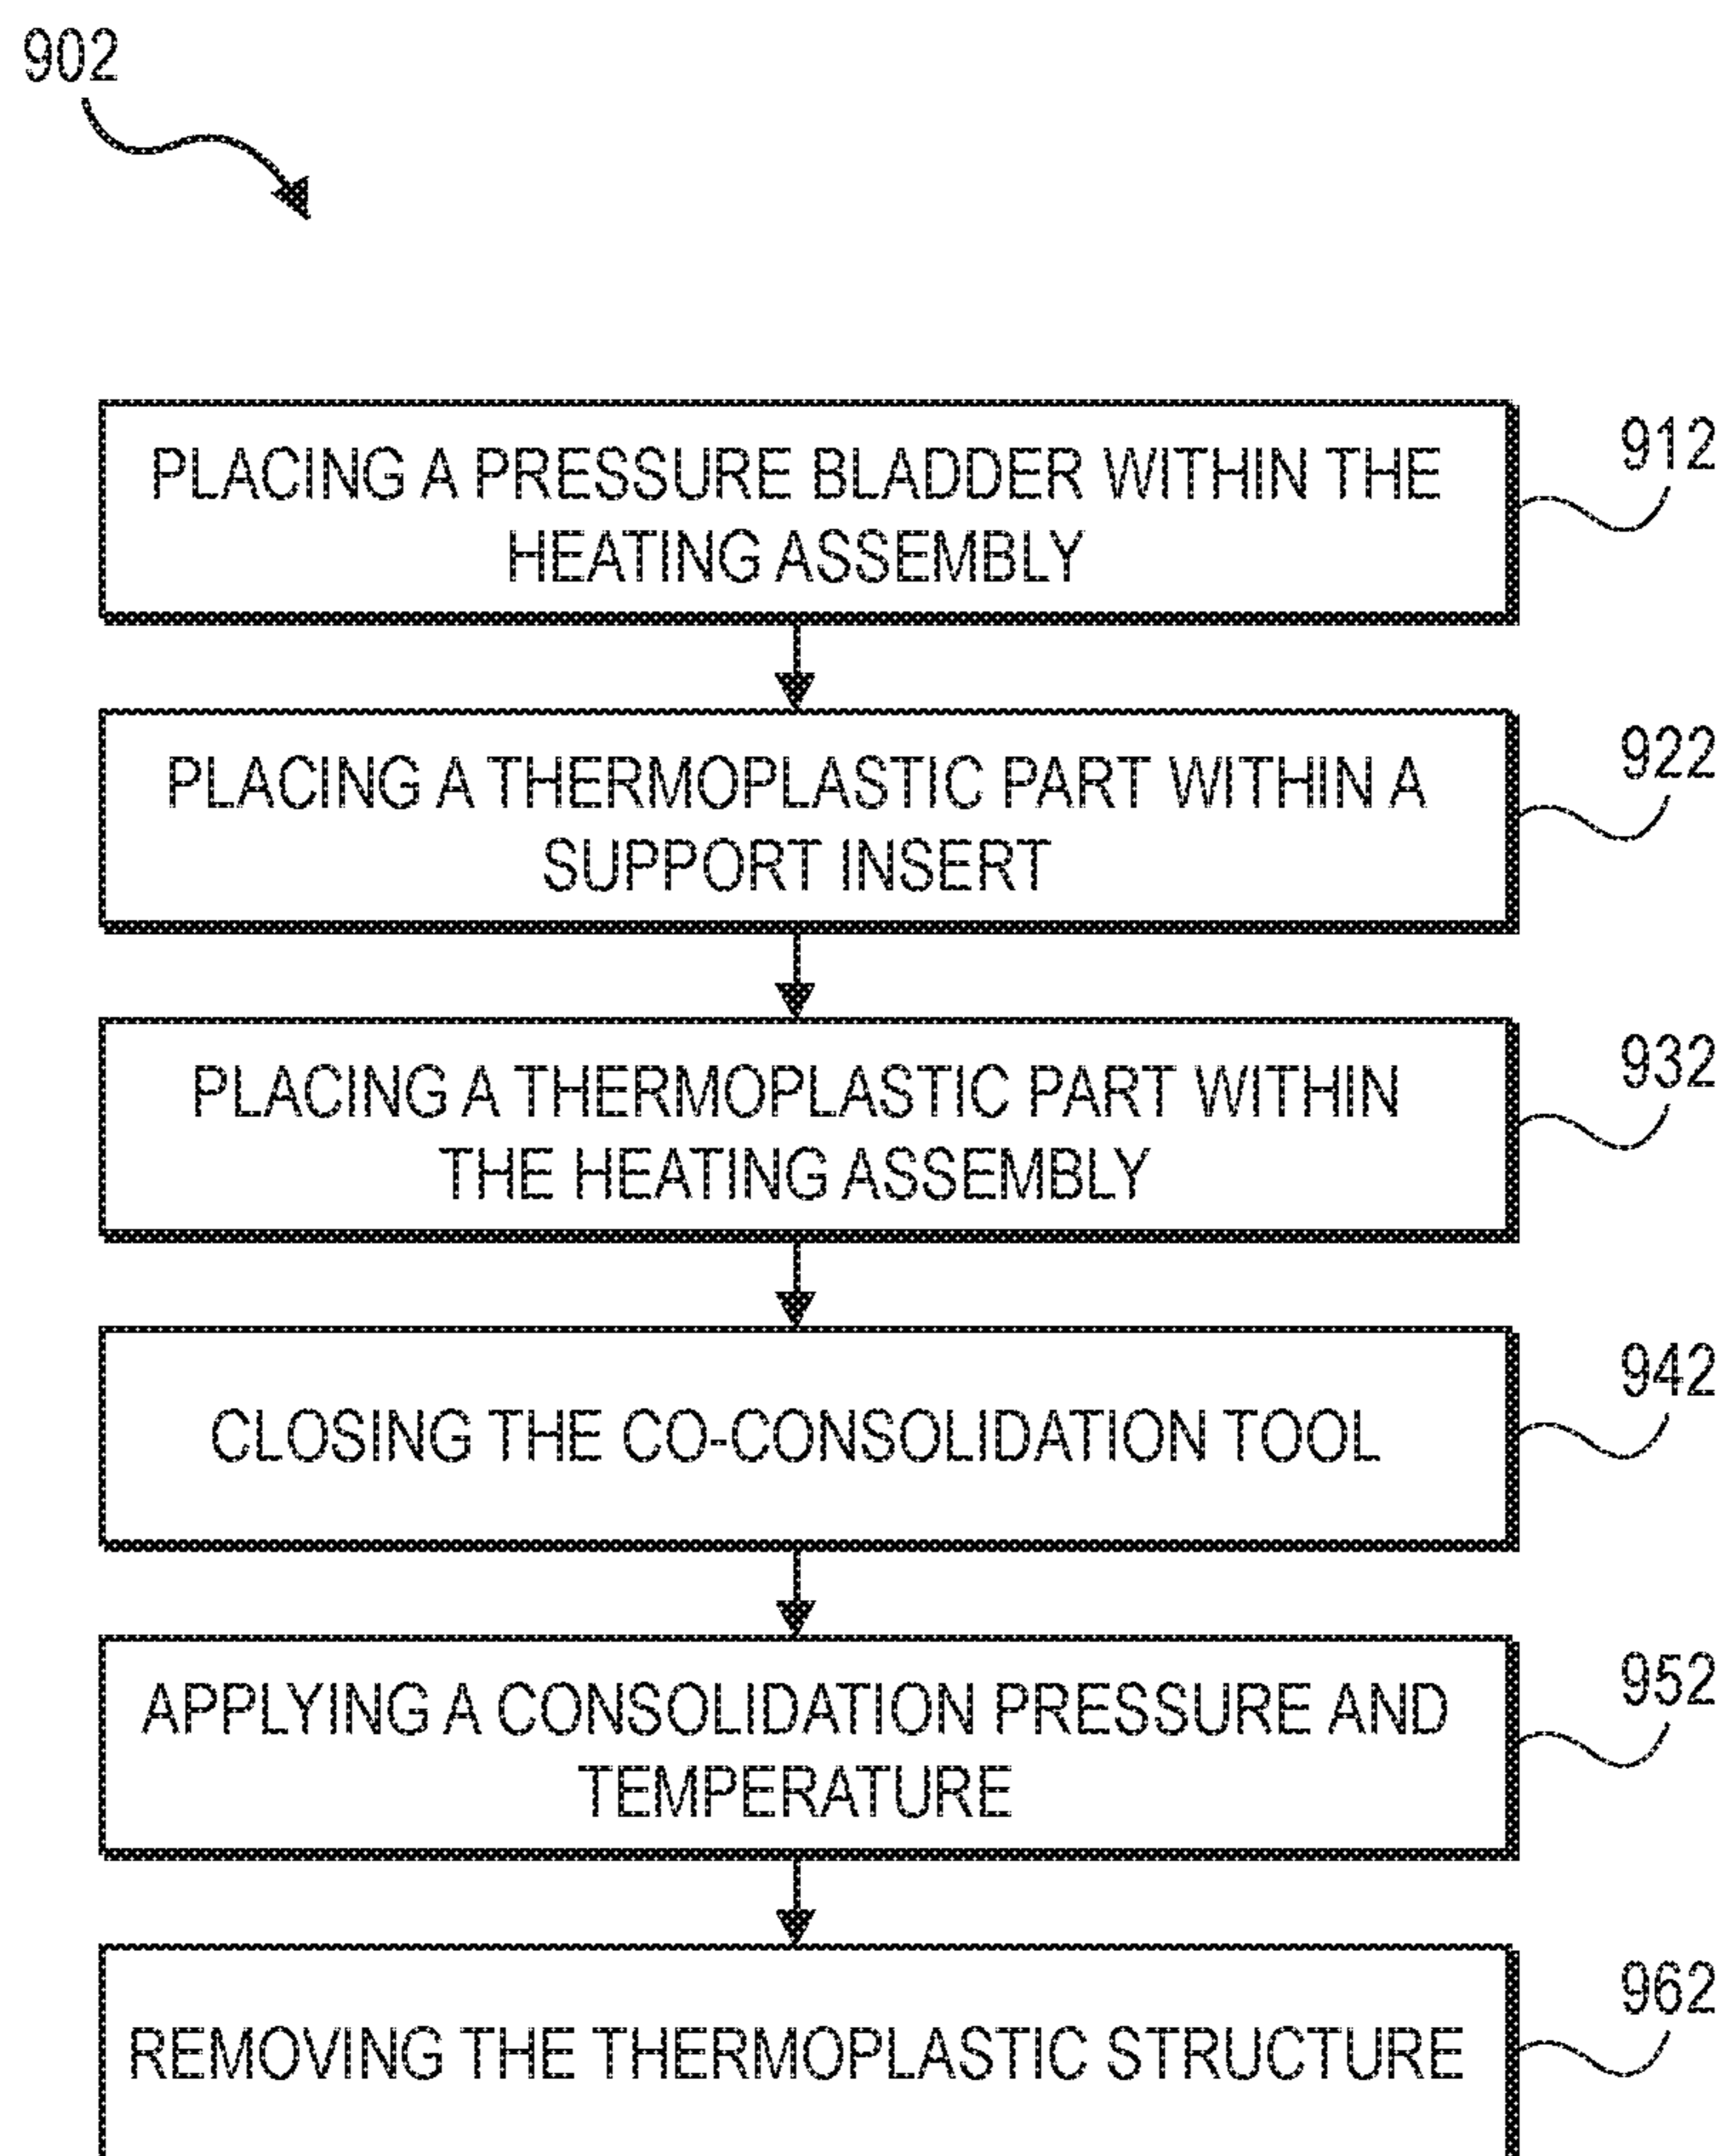 902
PLACING A PRESSURE BLADDER WITHIN THE
HEATING ASSEMBLY
912
PLACING A THERMOPLASTIC PART WITHIN A
SUPPORT INSERT
922
PLACING A THERMOPLASTIC PART WITHIN
THE HEATING ASSEMBLY
932
CLOSING THE CO-CONSOLIDATION TOOL
942
APPLYING A CONSOLIDATION PRESSURE AND
TEMPERATURE
952
REMOVING THE THERMOPLASTIC STRUCTURE
962